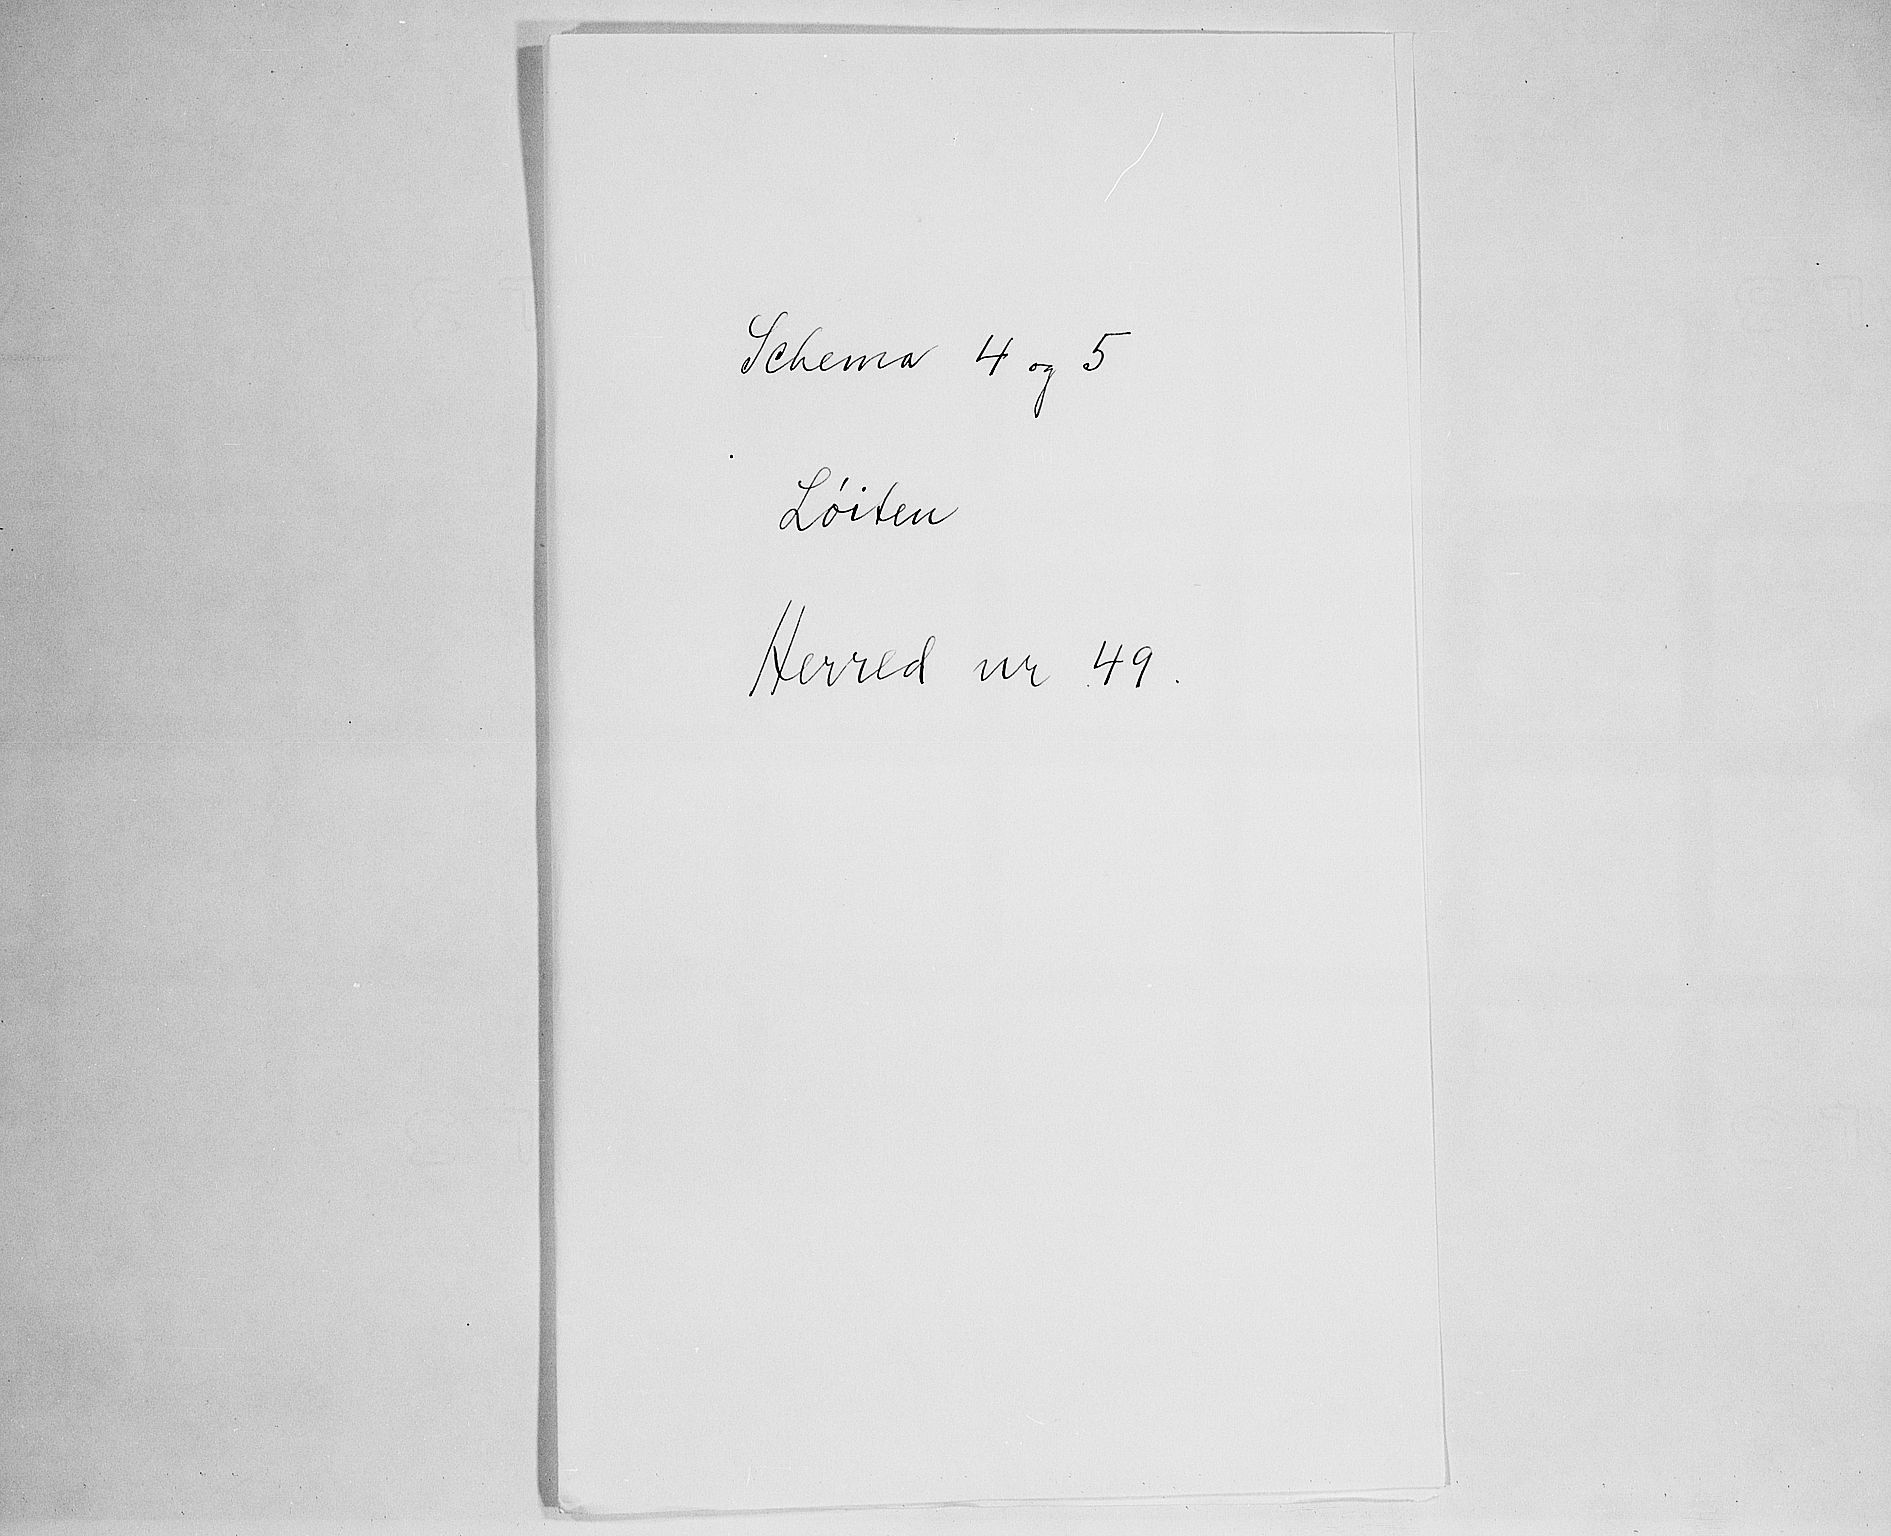 Schema 4 og 5
Löiten
Herred nr 49.